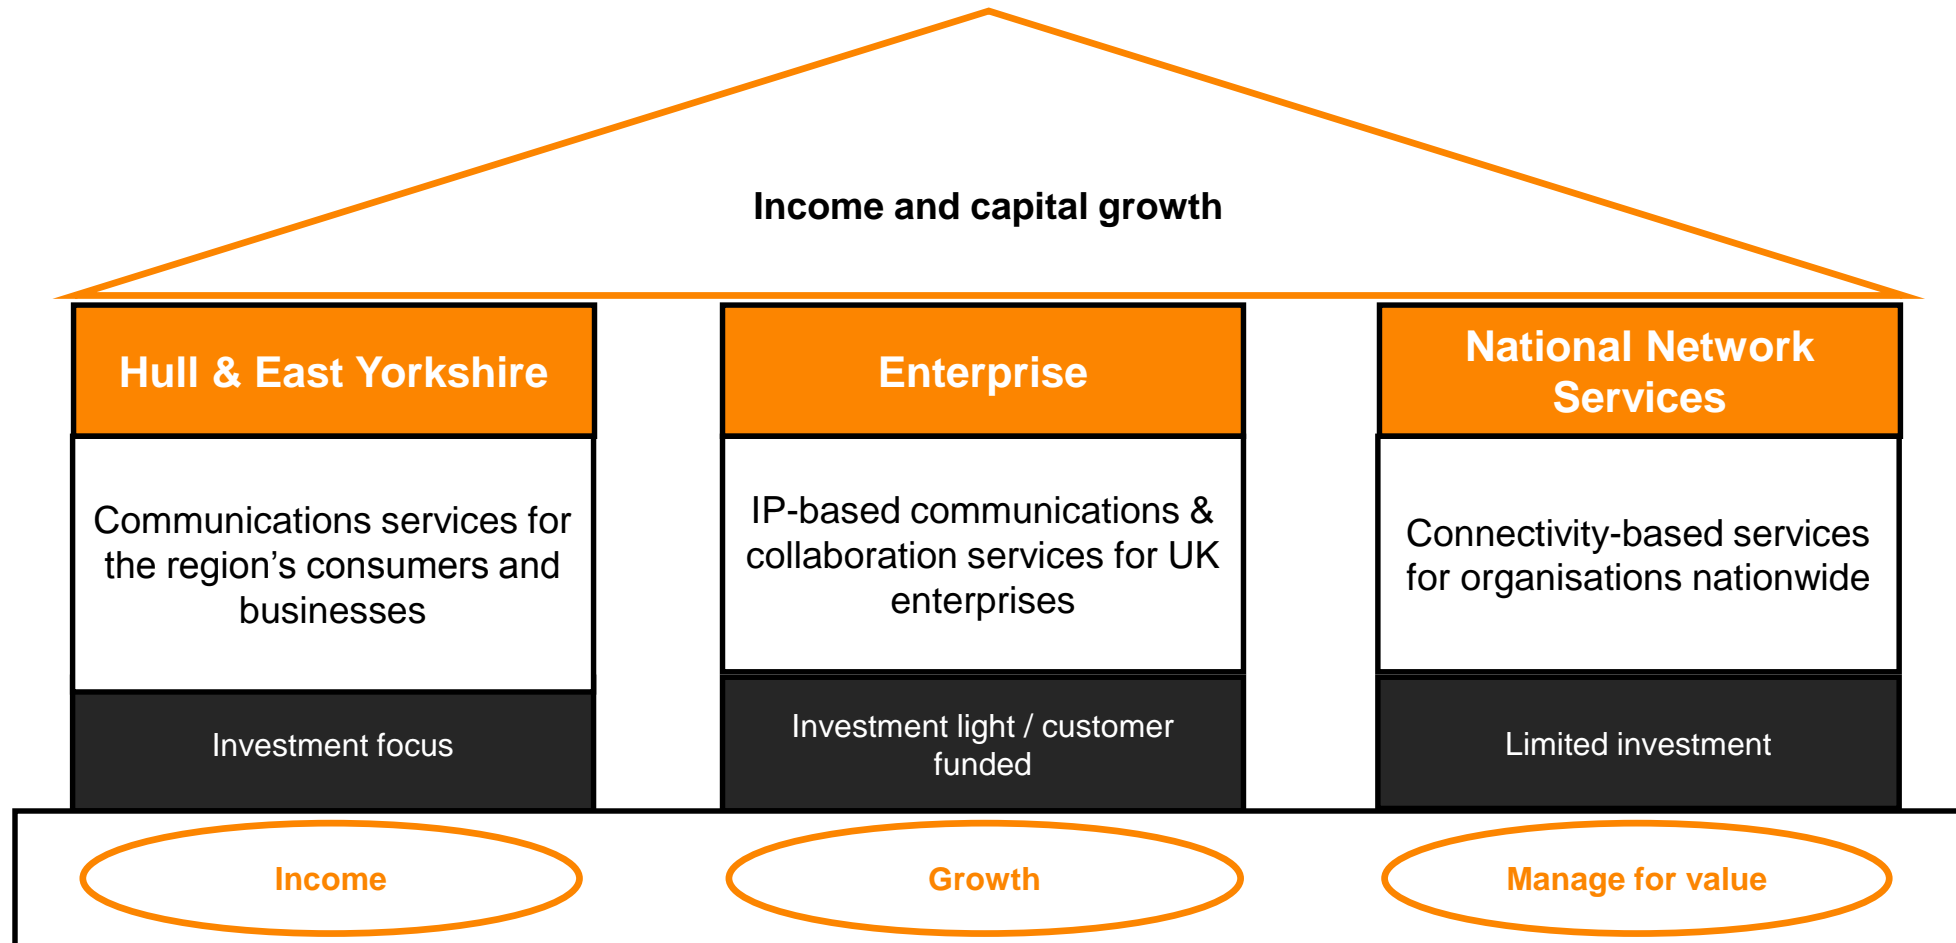 Income and capital growth
Hull & East Yorkshire
Communications services for
the region’s consumers and
businesses
Investment focus
Income
Enterprise
IP-based communications &
collaboration services for UK
enterprises
Investment light / customer
funded
Growth
National Network
Services
Connectivity-based services
for organisations nationwide
Limited investment
Manage for value